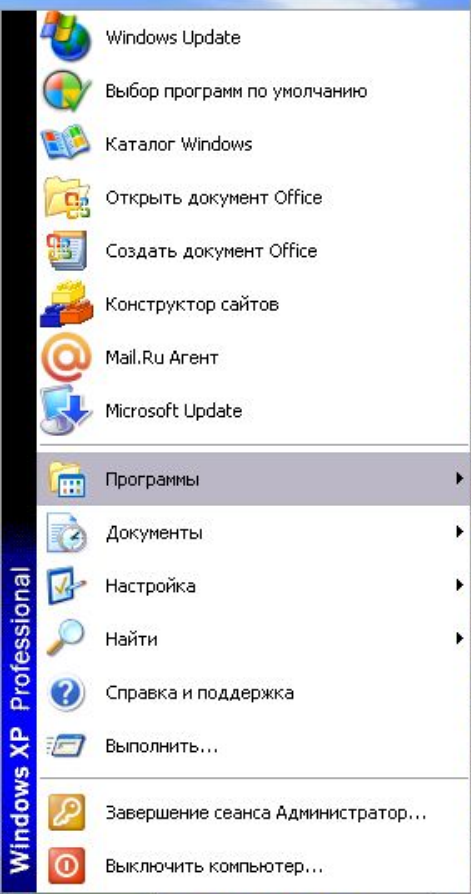 Windows Update
Выбор программ по умолчанию
Каталог Windows
Открыть документ Office
Создать документ Office
Конструктор сайтов
Mail.Ru Агент
Microsoft Update
Программы
Документы
Настройка
Найти
Справка и поддержка
Выполнить...
Завершение сеанса Администратор...
Выключить компьютер...
Windows XP Professional